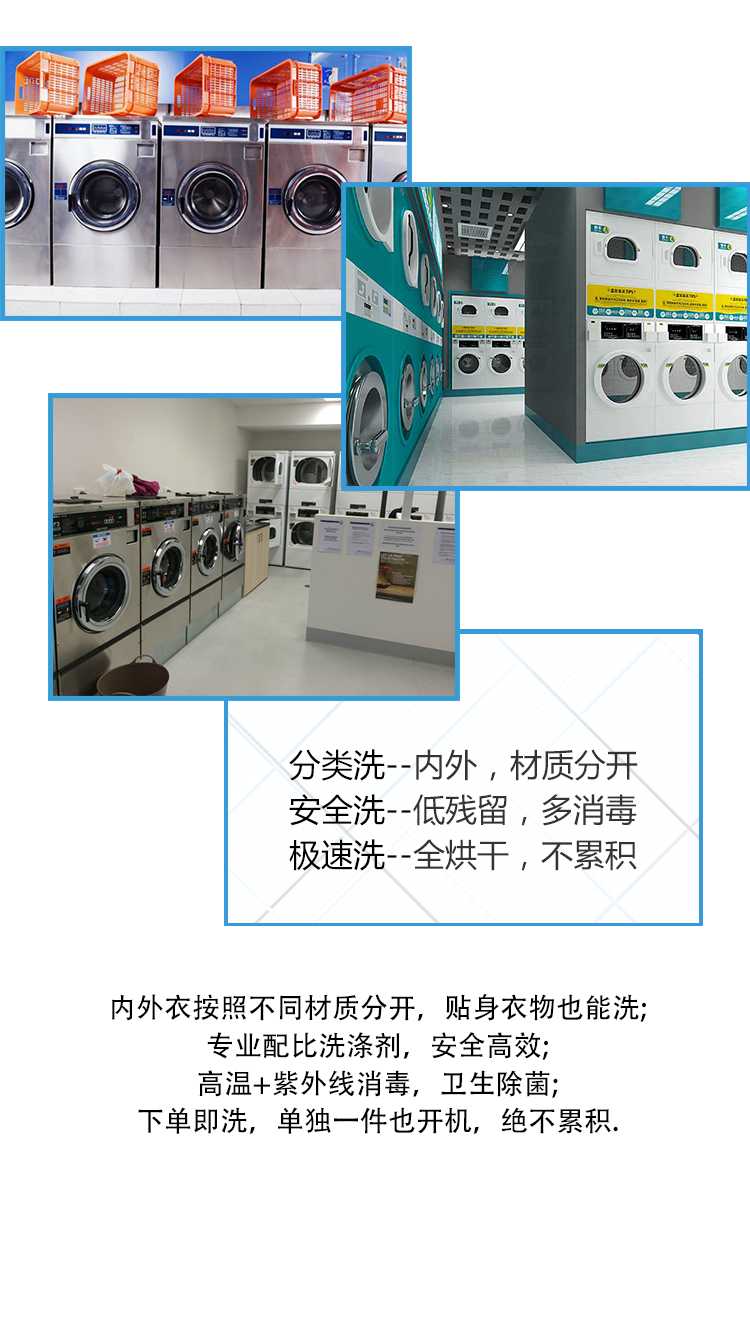 分类洗--内外，材质分开
安全洗--低残留，多消毒
极速洗--全烘干，不累积
内外衣按照不同材质分开，贴身衣物也能洗;
专业配比洗涤剂，安全高效;
高温+紫外线消毒，卫生除菌;
下单即洗，单独一件也开机，绝不累积.